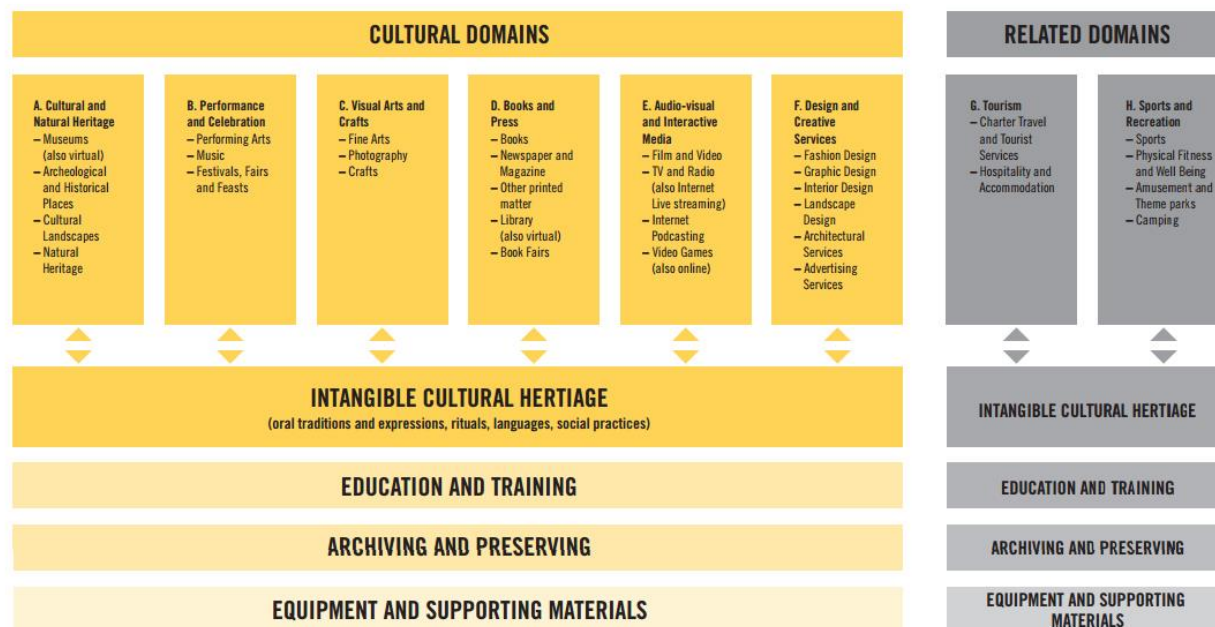 CULTURAL DOMAINS
A. Cultural and
Natural Heritage
– Museums
(also virtual)
– Archeological
and Historical
Places
– Cultural
Landscapes
– Natural
Heritage
B. Performance
and Celebration
– Performing Arts
– Music
– Festivals, Fairs
and Feasts
C. Visual Arts and
Crafts
– Fine Arts
– Photography
– Crafts
D. Books and
Press
– Books
– Newspaper and
Magazine
– Other printed
matter
– Library
(also virtual)
– Book Fairs
E. Audio-visual
and Interactive
Media
– Film and Video
– TV and Radio
(also Internet
Live streaming)
– Internet
Podcasting
– Video Games
(also online)
F. Design and
Creative
Services
– Fashion Design
– Graphic Design
– Interior Design
– Landscape
Design
– Architectural
Services
– Advertising
Services
INTANGIBLE CULTURAL HERTIAGE
(oral traditions and expressions, rituals, languages, social practices)
EDUCATION AND TRAINING
ARCHIVING AND PRESERVING
EQUIPMENT AND SUPPORTING MATERIALS
RELATED DOMAINS
G. Tourism
– Charter Travel
and Tourist
Services
– Hospitality and
Accommodation
H. Sports and
Recreation
– Sports
– Physical Fitness
and Well Being
– Amusement and
Theme parks
– Camping
INTANGIBLE CULTURAL HERTIAGE
EDUCATION AND TRAINING
ARCHIVING AND PRESERVING
EQUIPMENT AND SUPPORTING
MATERIALS